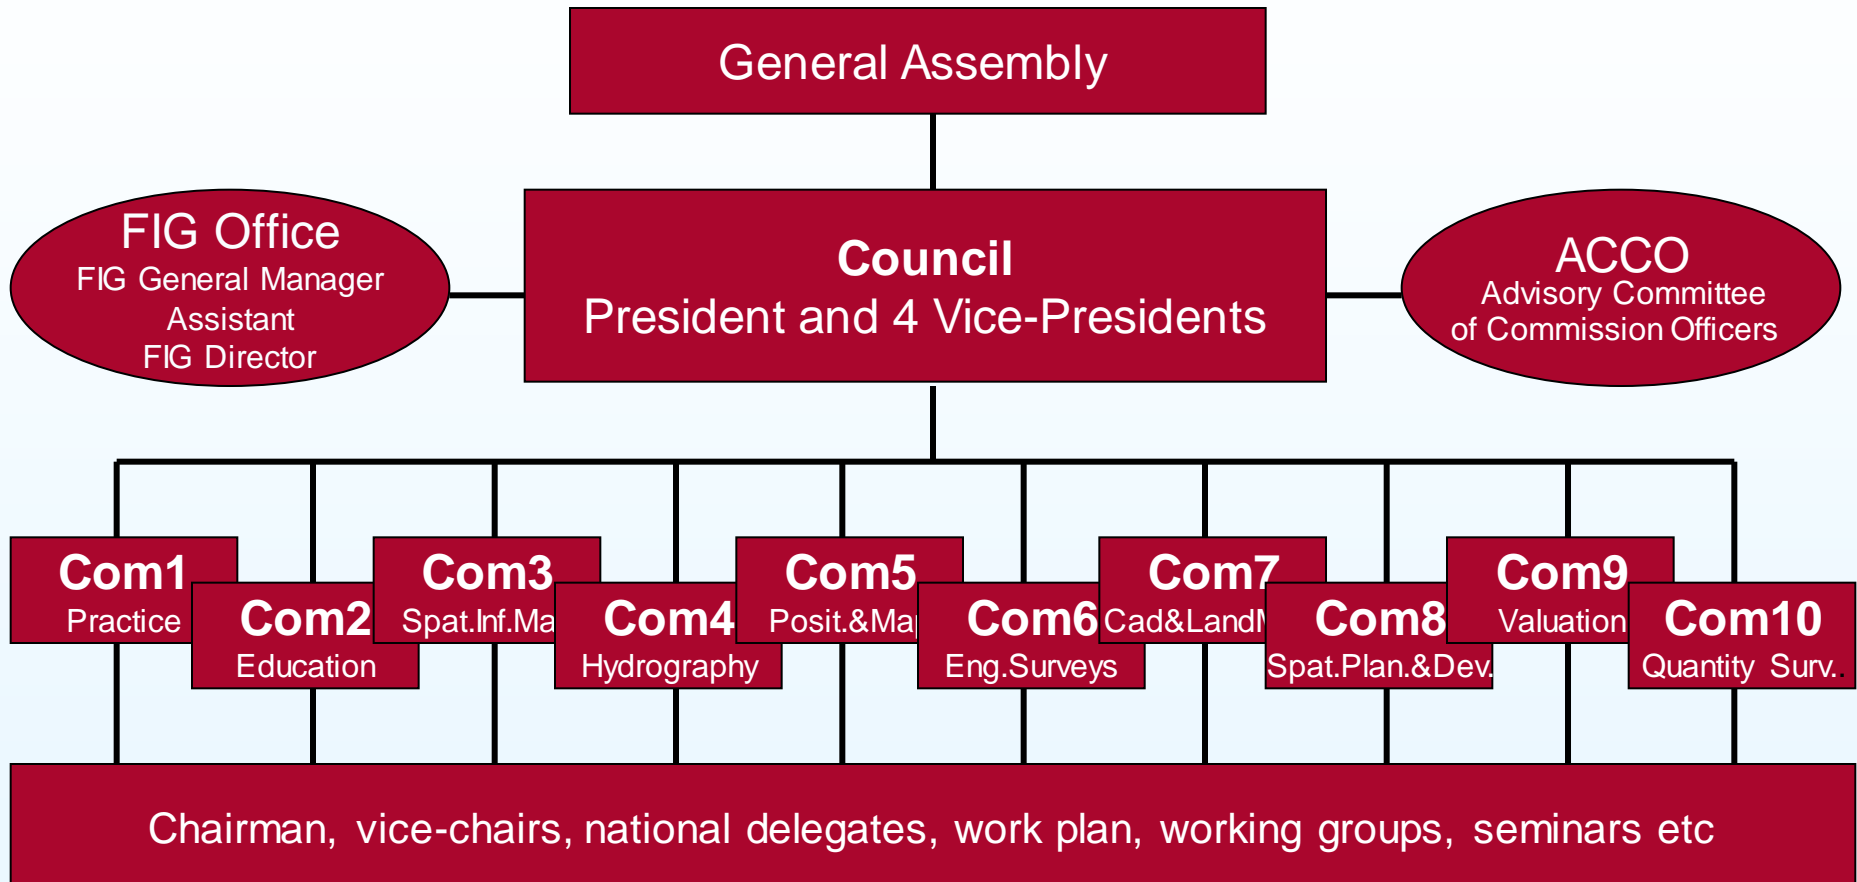 General Assembly
FIG Office
FIG General Manager
Assistant
FIG Director
Council
President and 4 Vice-Presidents
ACCO
Advisory Committee
of Commission Officers
Com1
Practice
Com2
Education
Com3
Spat.Inf.Ma
Com4
Hydrography
Com5
Posit.&Ma
Com6
Eng.Surveys
Com7
Cad&Land
Com8
Spat.Plan.&Dev.
Com9
Valuation
Com10
Quantity Surv..
Chairman, vice-chairs, national delegates, work plan, working groups, seminars etc